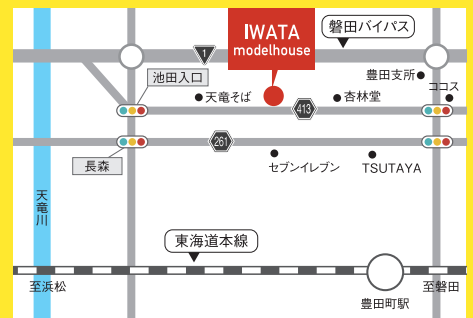 IWATA
modelhouse
磐田バイパス
1
豊田支所
ココス
池田入口
天竜そば
杏林堂
413
261
長森
セブンイレブン
TSUTAYA
天竜川
東海道本線
至浜松
至磐田
豊田町駅